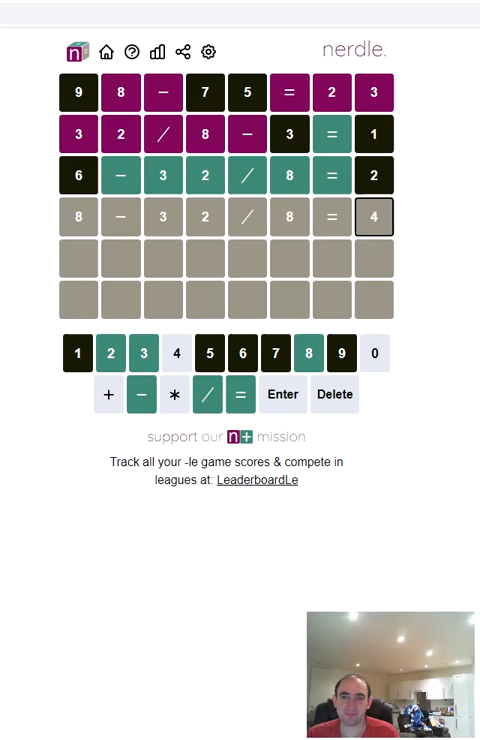 n nerdle.
9 8 - 7 5 = 2 3
3 2 / 8 - 3 = 1
6 - 3 2 / 8 = 2
8 - 3 2 / 8 = 4
1 2 3 4 5 6 7 8 9 0
+ - * / = Enter Delete
support our n+ mission
Track all your -le game scores & compete in
leagues at: LeaderboardLe